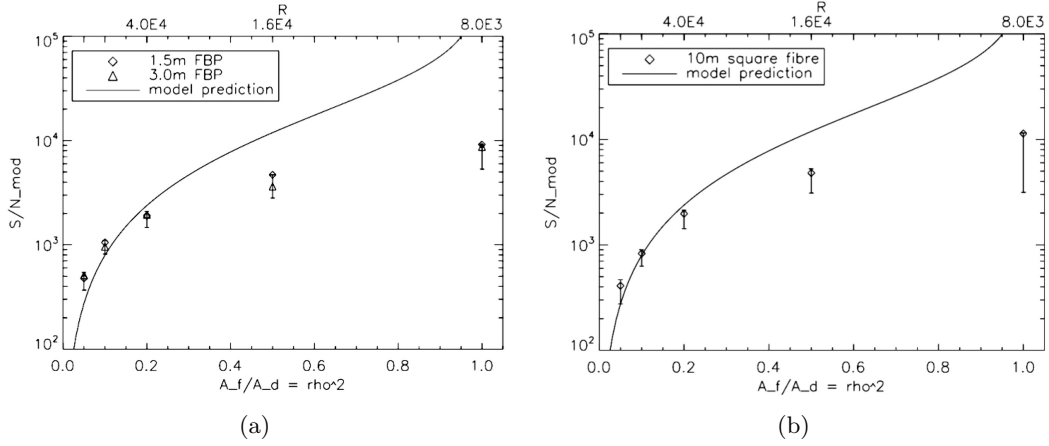 R
4.0E4 1.6E4 8.0E3
10^5
◇ 1.5m FBP
△ 3.0m FBP
model prediction
10^4
S/N_mod
10^3
10^2
0.0 0.2 0.4 0.6 0.8 1.0
A_f/A_d = rho^2
(a)
R
4.0E4 1.6E4 8.0E3
10^5
◇ 10m square fibre
model prediction
10^4
S/N_mod
10^3
10^2
0.0 0.2 0.4 0.6 0.8 1.0
A_f/A_d = rho^2
(b)